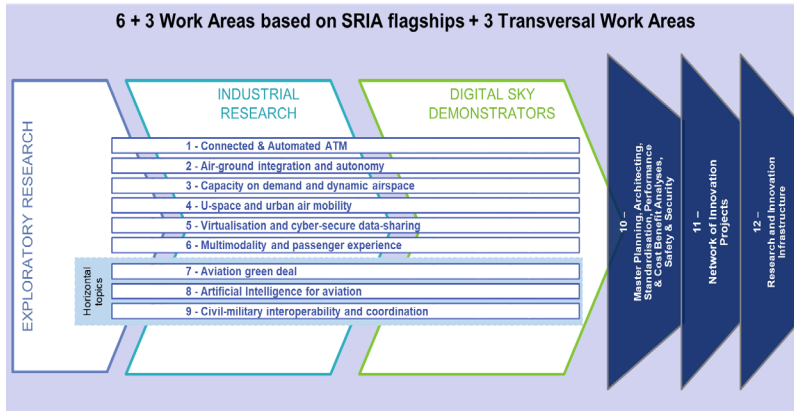 6 + 3 Work Areas based on SRIA flagships + 3 Transversal Work Areas
EXPLORATORY RESEARCH
INDUSTRIAL
RESEARCH
DIGITAL SKY
DEMONSTRATORS
1 - Connected & Automated ATM
2 - Air-ground integration and autonomy
3 - Capacity on demand and dynamic airspace
4 - U-space and urban air mobility
5 - Virtualisation and cyber-secure data-sharing
6 - Multimodality and passenger experience
Horizontal
topics
7 - Aviation green deal
8 - Artificial Intelligence for aviation
9 - Civil-military interoperability and coordination
10 –
Master Planning, Architecting,
Standardisation, Performance
& Cost Benefit Analyses,
Safety & Security
11 –
Network of Innovation
Projects
12 –
Research and Innovation
Infrastructure